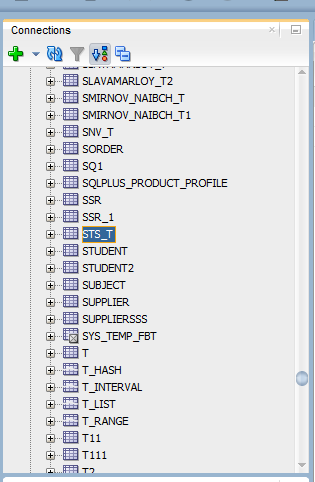 Connections
SLAVAMARLOY_T2
SMIRNOV_NAIBCH_T
SMIRNOV_NAIBCH_T1
SNV_T
SORDER
SQ1
SQLPLUS_PRODUCT_PROFILE
SSR
SSR_1
STS_T
STUDENT
STUDENT2
SUBJECT
SUPPLIER
SUPPLIERSSS
SYS_TEMP_FBT
T
T_HASH
T_INTERVAL
T_LIST
T_RANGE
T11
T111
T2